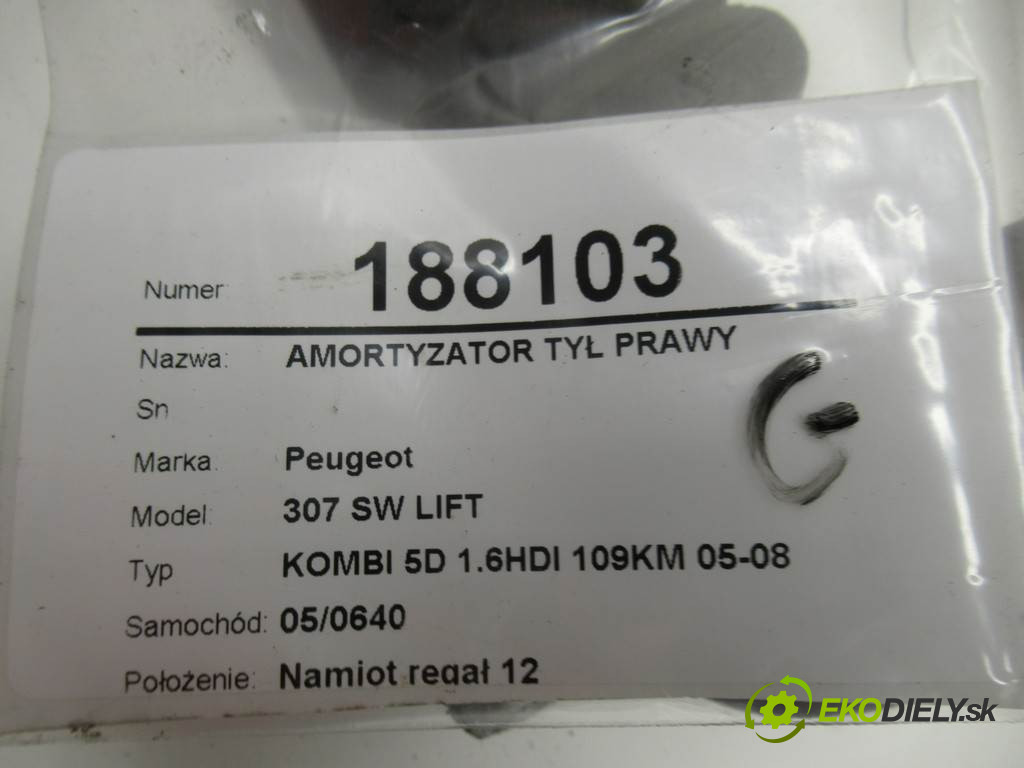 Numer: 188103
Nazwa: AMORTYZATOR TYŁ PRAWY
Sn
Marka: Peugeot
Model: 307 SW LIFT
Typ KOMBI 5D 1.6HDI 109KM 05-08
Samochód: 05/0640
Położenie: Namiot regał 12
G
EKODIELY.sk